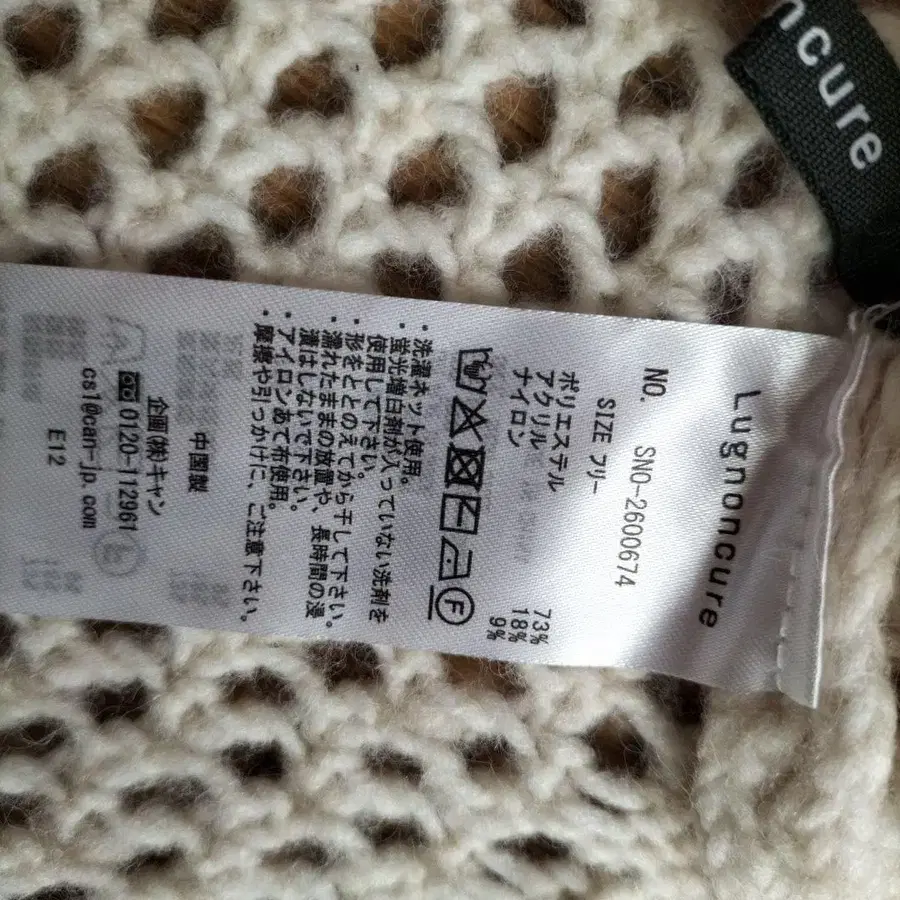 ncure
Lugnoncure
NO. SNO-2600674
SIZE フリー
ポリエステル 73%
アクリル 18%
ナイロン 9%
F
・洗濯ネット使用。
・蛍光増白剤が入っていない洗剤を
使用して下さい。
・形をととのえてから干して下さい。
・濡れたままの放置や、長時間の浸
漬はしないで下さい。
・アイロンあて布使用。
・摩擦や引っかけに、ご注意下さい。
中国製
企画(株)キャン
☎0120-112961
cs1@can-jp.com
E12